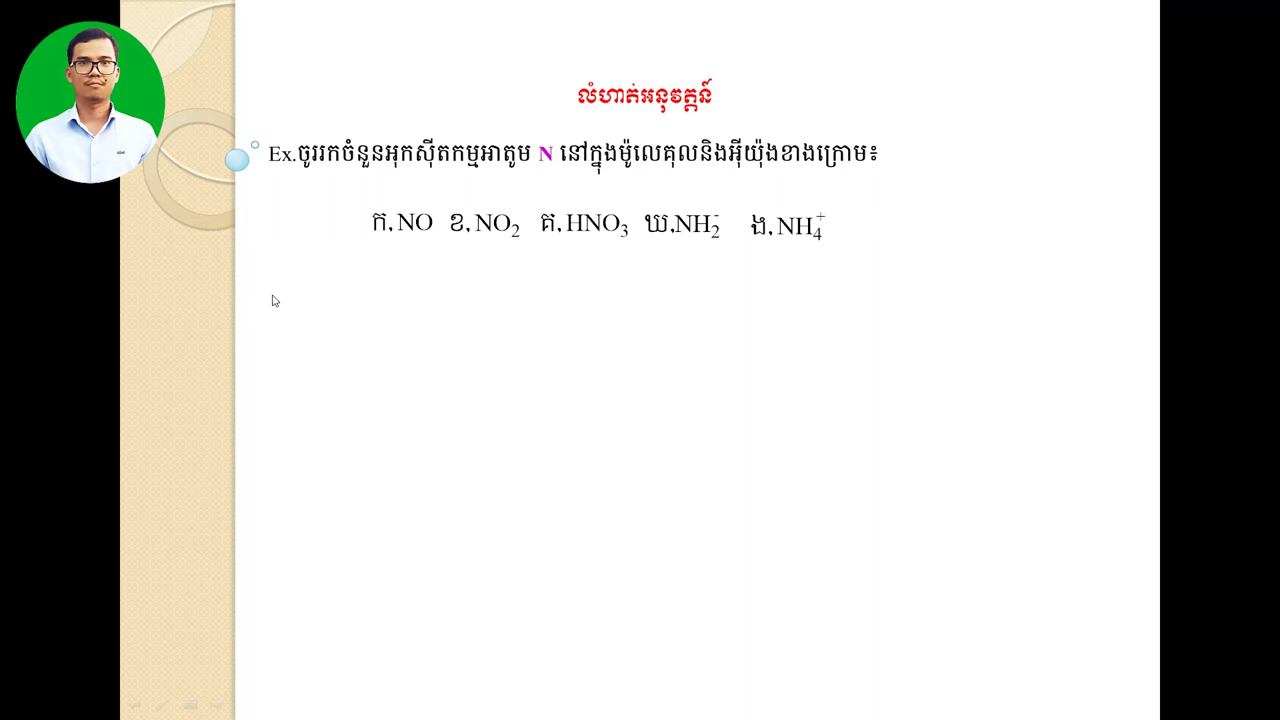 លំហាត់អនុវត្តន៍
Ex.ចូររកចំនួនអុកស៊ីតកម្មអាតូម N នៅក្នុងម៉ូលេគុលនិងអ៊ីយ៉ុងខាងក្រោម៖
ក, NO ខ, NO₂ គ, HNO₃ ឃ,NH₂⁻ ង, NH₄⁺